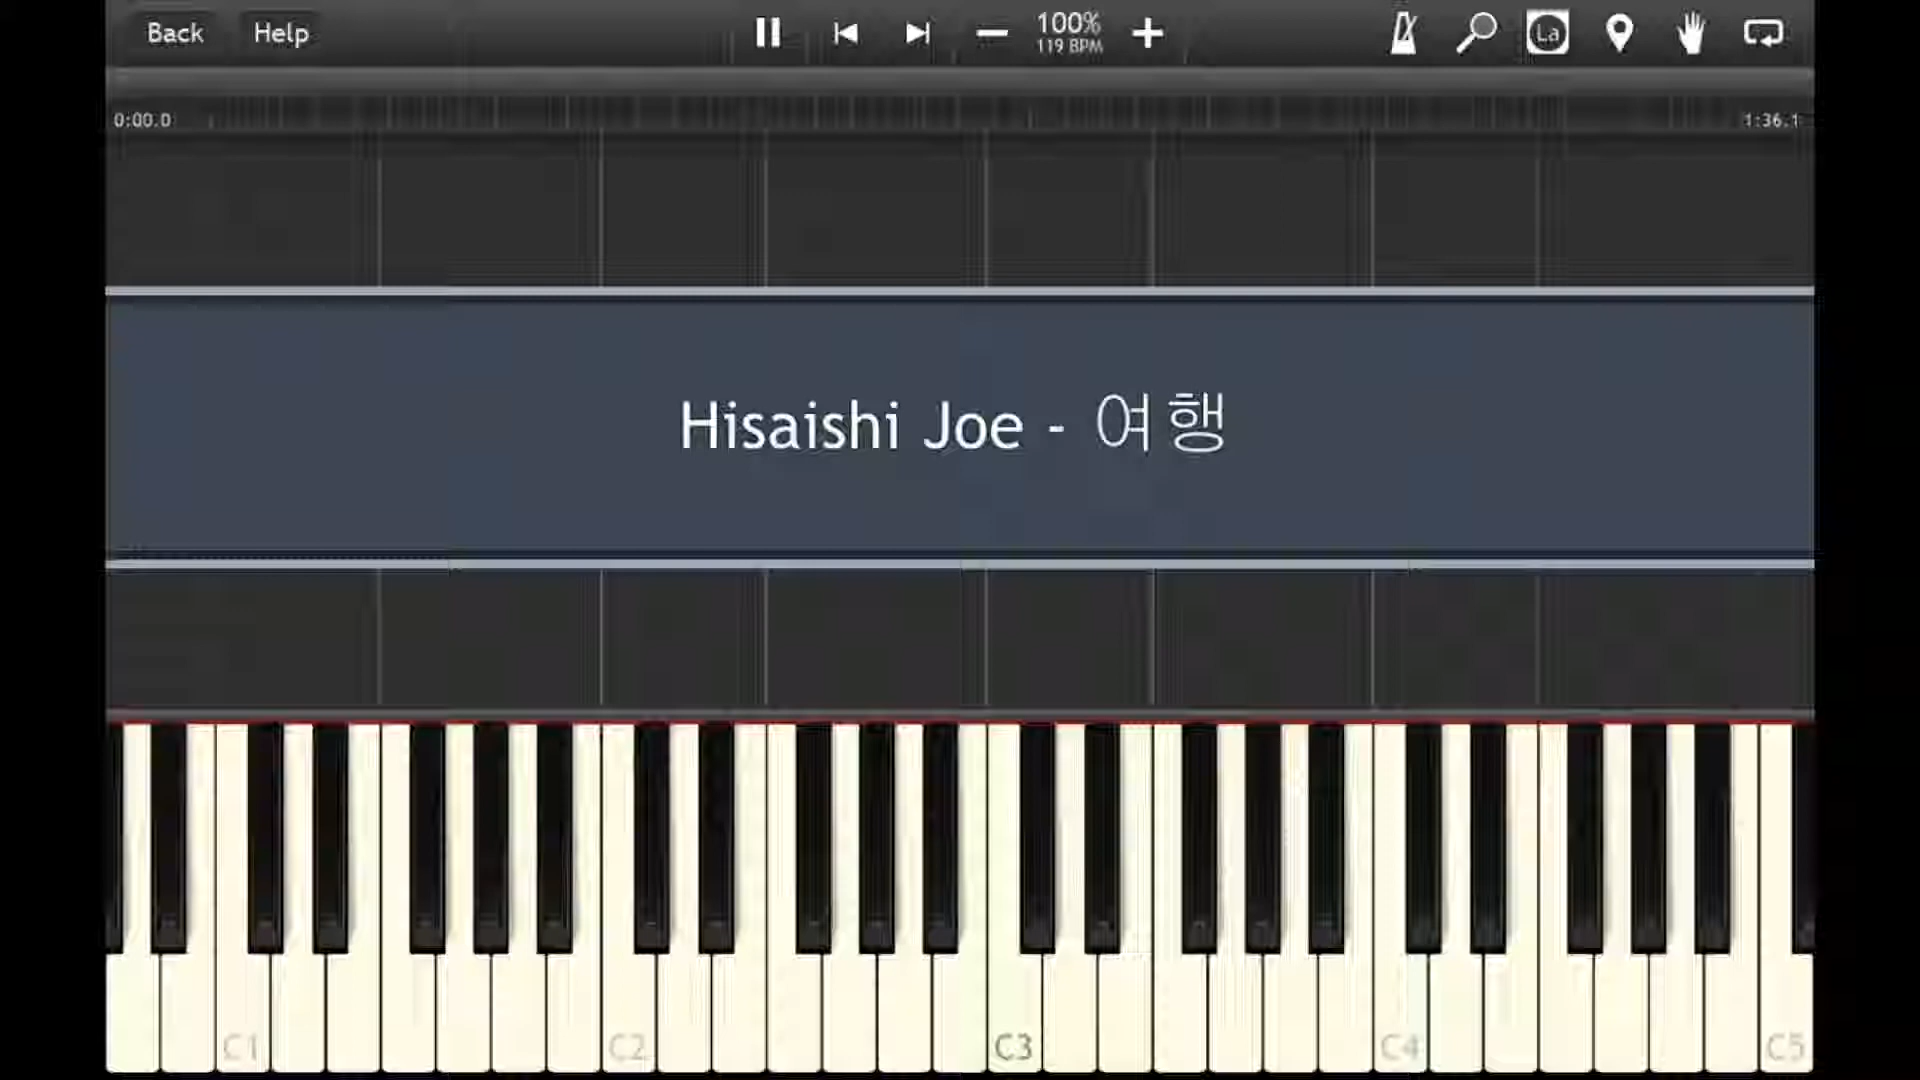 Back Help 100% La
119 BPM
0:00.0 1:36.1
Hisaishi Joe - 여행
C1 C2 C3 C4 C5